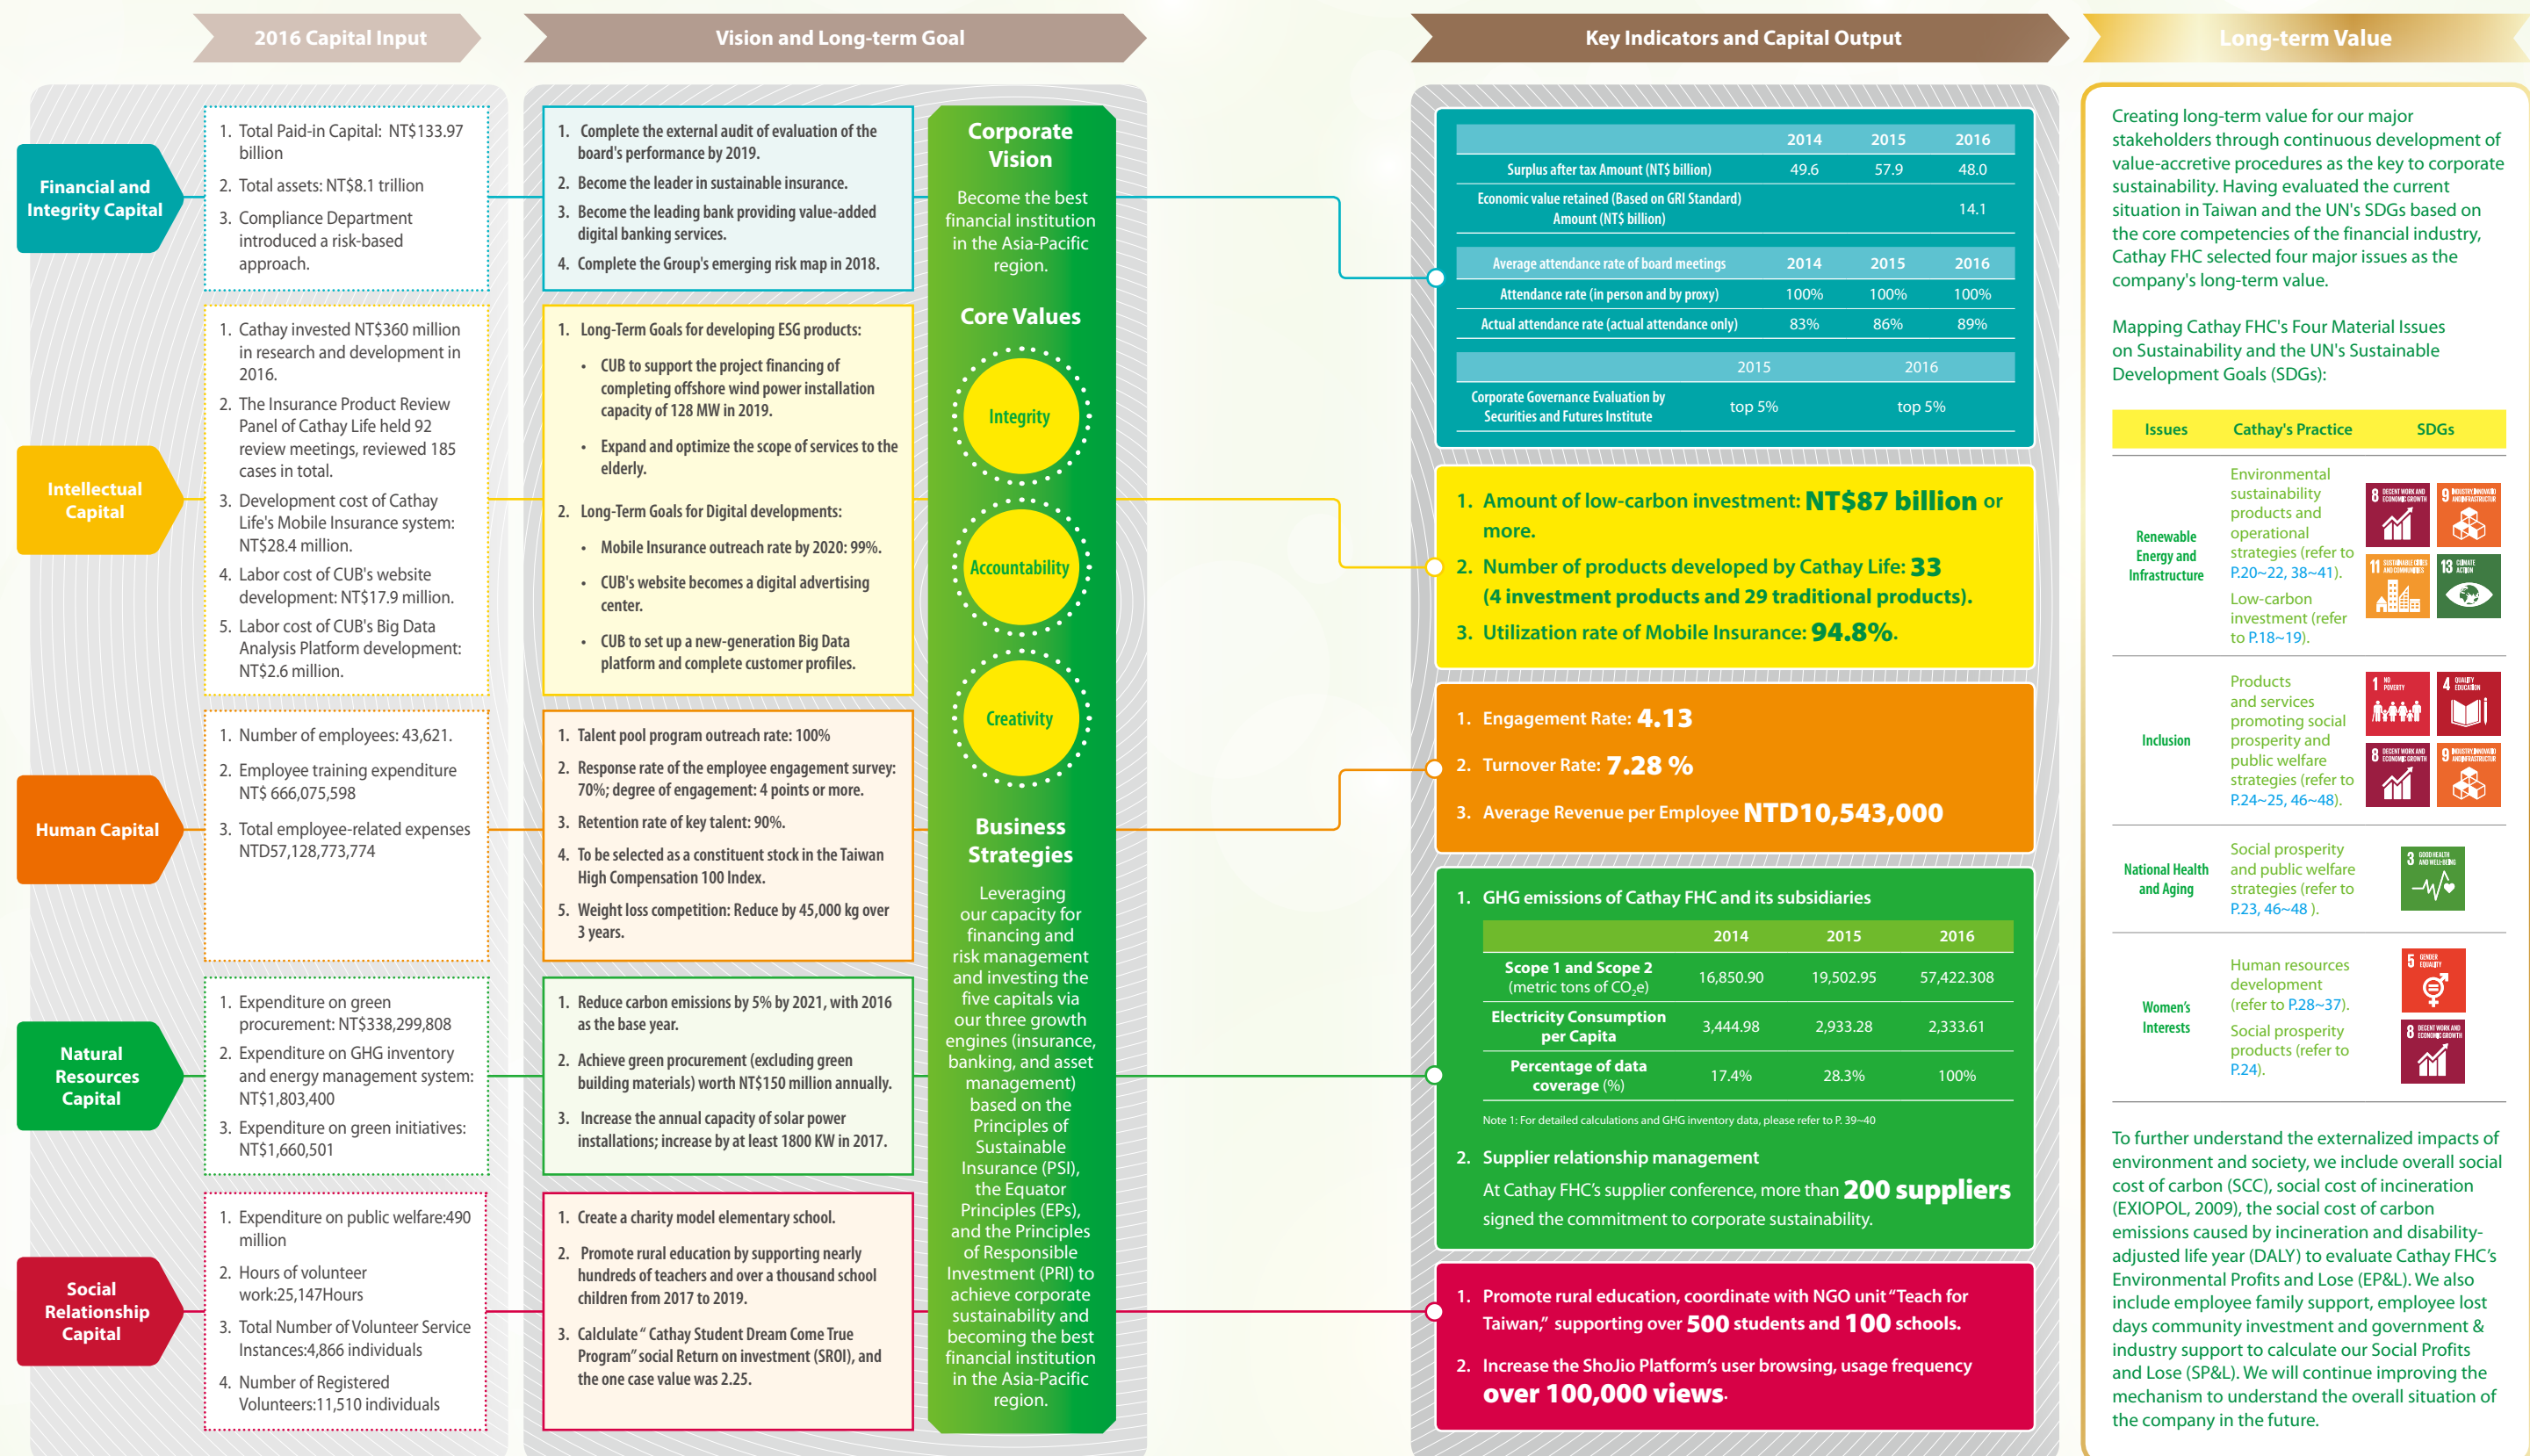 2016 Capital Input
Vision and Long-term Goal
Key Indicators and Capital Output
Long-term Value
Financial and
Integrity Capital
1. Total Paid-in Capital: NT$133.97
billion
2. Total assets: NT$8.1 trillion
3. Compliance Department
introduced a risk-based
approach.
1. Complete the external audit of evaluation of the
board's performance by 2019.
2. Become the leader in sustainable insurance.
3. Become the leading bank providing value-added
digital banking services.
4. Complete the Group's emerging risk map in 2018.
Intellectual
Capital
1. Cathay invested NT$360 million
in research and development in
2016.
2. The Insurance Product Review
Panel of Cathay Life held 92
review meetings, reviewed 185
cases in total.
3. Development cost of Cathay
Life's Mobile Insurance system:
NT$28.4 million.
4. Labor cost of CUB's website
development: NT$17.9 million.
5. Labor cost of CUB's Big Data
Analysis Platform development:
NT$2.6 million.
1. Long-Term Goals for developing ESG products:
• CUB to support the project financing of
completing offshore wind power installation
capacity of 128 MW in 2019.
• Expand and optimize the scope of services to the
elderly.
2. Long-Term Goals for Digital developments:
• Mobile Insurance outreach rate by 2020: 99%.
• CUB's website becomes a digital advertising
center.
• CUB to set up a new-generation Big Data
platform and complete customer profiles.
Human Capital
1. Number of employees: 43,621.
2. Employee training expenditure
NT$ 666,075,598
3. Total employee-related expenses
NTD57,128,773,774
1. Talent pool program outreach rate: 100%
2. Response rate of the employee engagement survey:
70%; degree of engagement: 4 points or more.
3. Retention rate of key talent: 90%.
4. To be selected as a constituent stock in the Taiwan
High Compensation 100 Index.
5. Weight loss competition: Reduce by 45,000 kg over
3 years.
Natural
Resources
Capital
1. Expenditure on green
procurement: NT$338,299,808
2. Expenditure on GHG inventory
and energy management system:
NT$1,803,400
3. Expenditure on green initiatives:
NT$1,660,501
1. Reduce carbon emissions by 5% by 2021, with 2016
as the base year.
2. Achieve green procurement (excluding green
building materials) worth NT$150 million annually.
3. Increase the annual capacity of solar power
installations; increase by at least 1800 KW in 2017.
Social
Relationship
Capital
1. Expenditure on public welfare:490
million
2. Hours of volunteer
work:25,147Hours
3. Total Number of Volunteer Service
Instances:4,866 individuals
4. Number of Registered
Volunteers:11,510 individuals
1. Create a charity model elementary school.
2. Promote rural education by supporting nearly
hundreds of teachers and over a thousand school
children from 2017 to 2019.
3. Calclulate “ Cathay Student Dream Come True
Program” social Return on investment (SROI), and
the one case value was 2.25.
Corporate
Vision
Become the best
financial institution
in the Asia-Pacific
region.
Core Values
Integrity
Accountability
Creativity
Business
Strategies
Leveraging
our capacity for
financing and
risk management
and investing the
five capitals via
our three growth
engines (insurance,
banking, and asset
management)
based on the
Principles of
Sustainable
Insurance (PSI),
the Equator
Principles (EPs),
and the Principles
of Responsible
Investment (PRI) to
achieve corporate
sustainability and
becoming the best
financial institution
in the Asia-Pacific
region.
2014 2015 2016
Surplus after tax Amount (NT$ billion) 49.6 57.9 48.0
Economic value retained (Based on GRI Standard)
Amount (NT$ billion) 14.1
Average attendance rate of board meetings 2014 2015 2016
Attendance rate (in person and by proxy) 100% 100% 100%
Actual attendance rate (actual attendance only) 83% 86% 89%
2015 2016
Corporate Governance Evaluation by
Securities and Futures Institute top 5% top 5%
1. Amount of low-carbon investment: NT$87 billion or
more.
2. Number of products developed by Cathay Life: 33
(4 investment products and 29 traditional products).
3. Utilization rate of Mobile Insurance: 94.8%.
1. Engagement Rate: 4.13
2. Turnover Rate: 7.28 %
3. Average Revenue per Employee NTD10,543,000
1. GHG emissions of Cathay FHC and its subsidiaries
2014 2015 2016
Scope 1 and Scope 2
(metric tons of CO2e) 16,850.90 19,502.95 57,422.308
Electricity Consumption
per Capita 3,444.98 2,933.28 2,333.61
Percentage of data
coverage (%) 17.4% 28.3% 100%
Note 1: For detailed calculations and GHG inventory data, please refer to P. 39~40
2. Supplier relationship management
At Cathay FHC’s supplier conference, more than 200 suppliers
signed the commitment to corporate sustainability.
1. Promote rural education, coordinate with NGO unit “Teach for
Taiwan,” supporting over 500 students and 100 schools.
2. Increase the ShoJio Platform’s user browsing, usage frequency
over 100,000 views.
Creating long-term value for our major
stakeholders through continuous development of
value-accretive procedures as the key to corporate
sustainability. Having evaluated the current
situation in Taiwan and the UN's SDGs based on
the core competencies of the financial industry,
Cathay FHC selected four major issues as the
company's long-term value.
Mapping Cathay FHC's Four Material Issues
on Sustainability and the UN's Sustainable
Development Goals (SDGs):
Issues Cathay's Practice SDGs
Renewable
Energy and
Infrastructure
Environmental
sustainability
products and
operational
strategies (refer to
P.20~22, 38~41).
Low-carbon
investment (refer
to P.18~19).
8 DECENT WORK AND
ECONOMIC GROWTH
9 INDUSTRY, INNOVATIO
AND INFRASTRUCTUR
11 SUSTAINABLE CITIES
AND COMMUNITIES
13 CLIMATE
ACTION
Inclusion
Products
and services
promoting social
prosperity and
public welfare
strategies (refer to
P.24~25, 46~48).
1 NO
POVERTY
4 QUALITY
EDUCATION
8 DECENT WORK AND
ECONOMIC GROWTH
9 INDUSTRY, INNOVATIO
AND INFRASTRUCTUR
National Health
and Aging
Social prosperity
and public welfare
strategies (refer to
P.23, 46~48 ).
3 GOOD HEALTH
AND WELL-BEING
Women’s
Interests
Human resources
development
(refer to P.28~37).
Social prosperity
products (refer to
P.24).
5 GENDER
EQUALITY
8 DECENT WORK AND
ECONOMIC GROWTH
To further understand the externalized impacts of
environment and society, we include overall social
cost of carbon (SCC), social cost of incineration
(EXIOPOL, 2009), the social cost of carbon
emissions caused by incineration and disability-
adjusted life year (DALY) to evaluate Cathay FHC’s
Environmental Profits and Lose (EP&L). We also
include employee family support, employee lost
days community investment and government &
industry support to calculate our Social Profits
and Lose (SP&L). We will continue improving the
mechanism to understand the overall situation of
the company in the future.